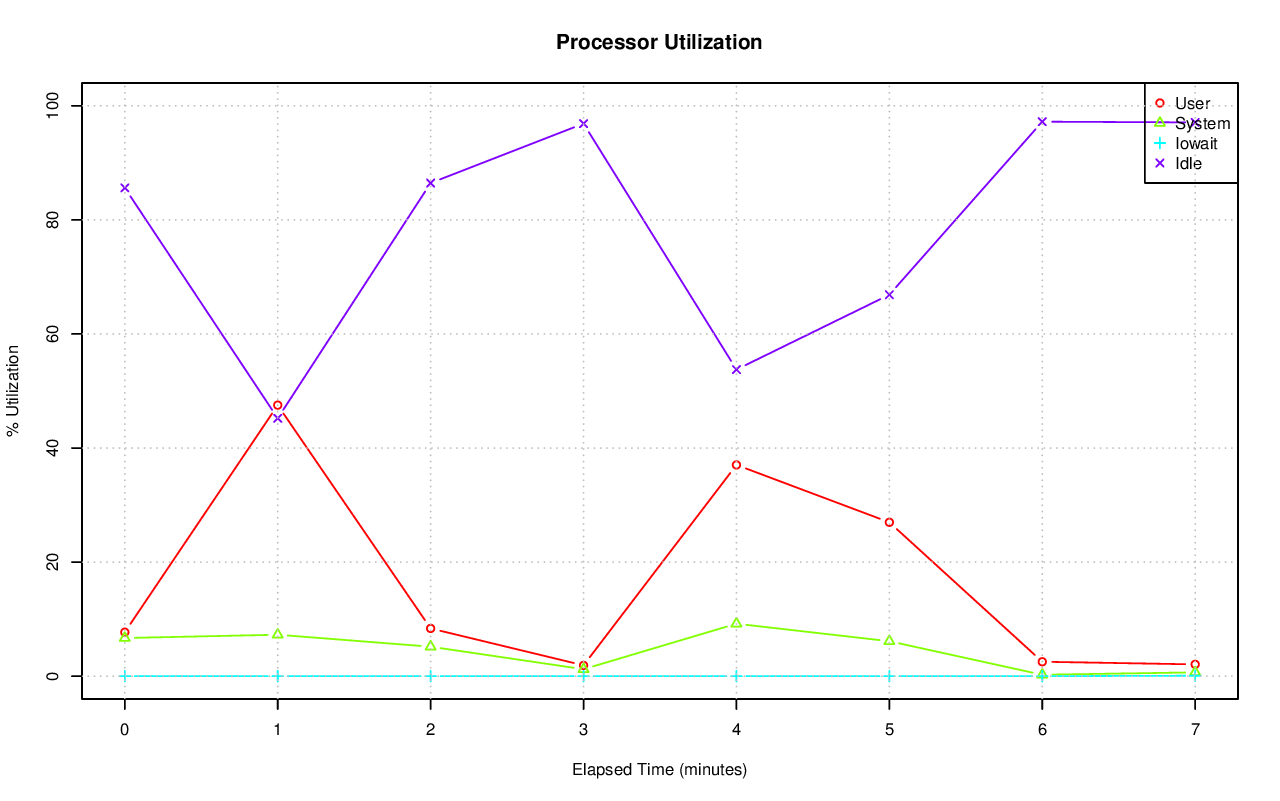 Processor Utilization
% Utilization
100
80
60
40
20
0
User
System
Iowait
Idle
0 1 2 3 4 5 6 7
Elapsed Time (minutes)